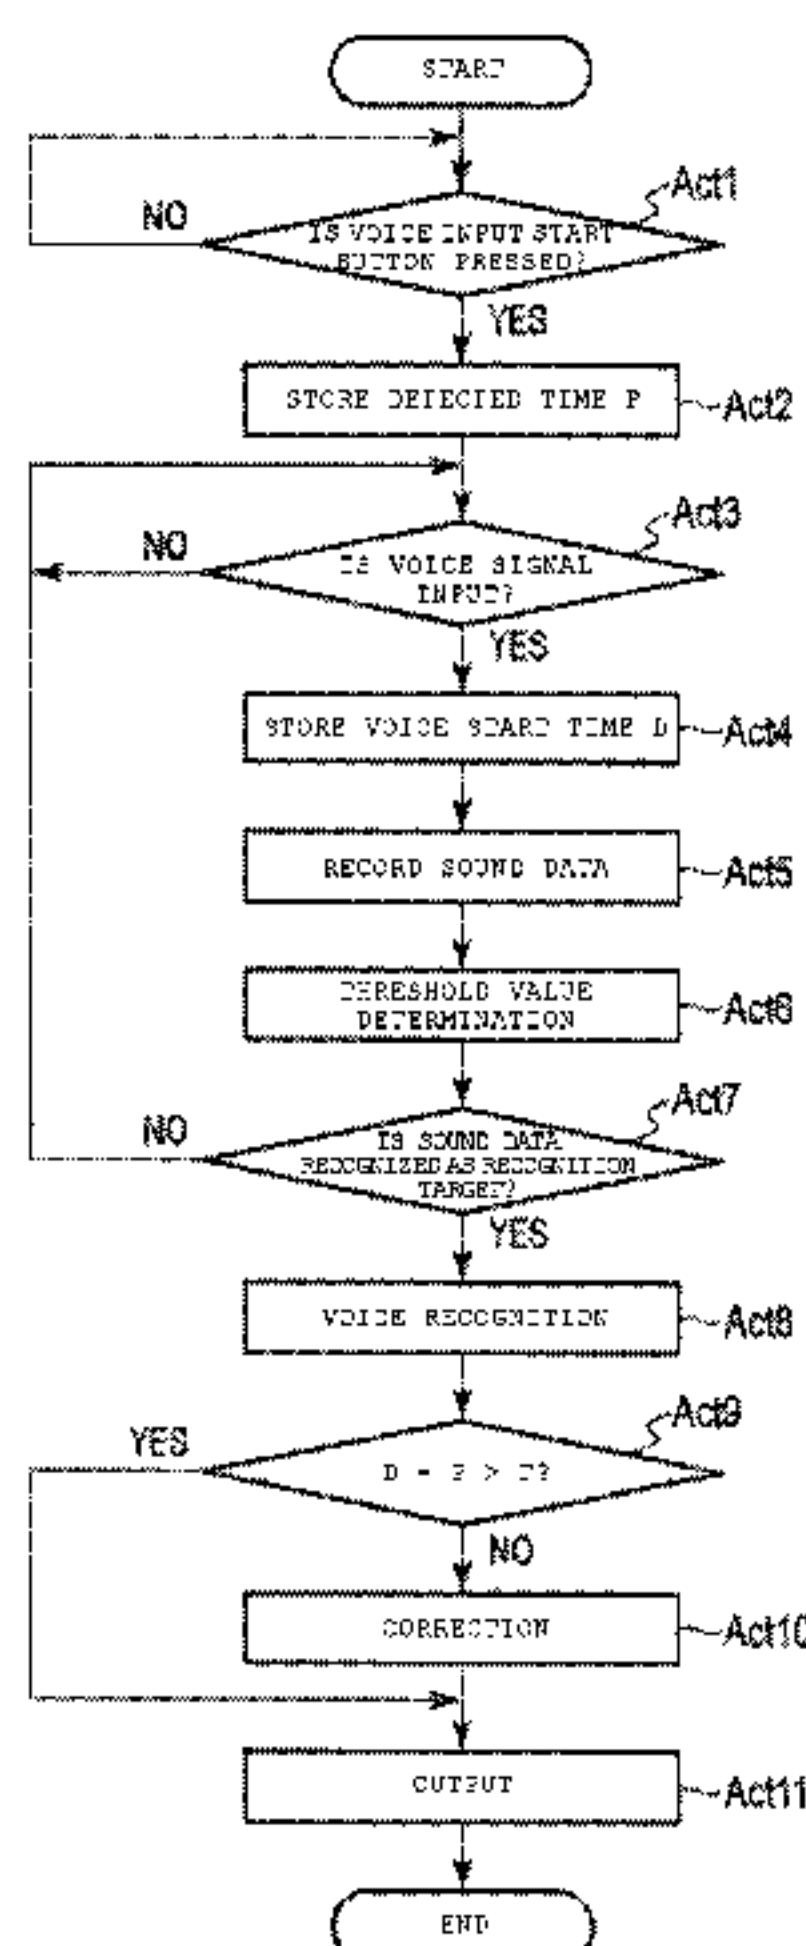 START
Act1
NO
IS VOICE INPUT START
BUTTON PRESSED?
YES
STORE DETECTED TIME P
Act2
Act3
NO
IS VOICE SIGNAL
INPUT?
YES
STORE VOICE START TIME D
Act4
RECORD SOUND DATA
Act5
THRESHOLD VALUE
DETERMINATION
Act6
Act7
NO
IS SOUND DATA
RECOGNIZED AS RECOGNITION
TARGET?
YES
VOICE RECOGNITION
Act8
Act9
YES
D - P > T?
NO
CORRECTION
Act10
OUTPUT
Act11
END